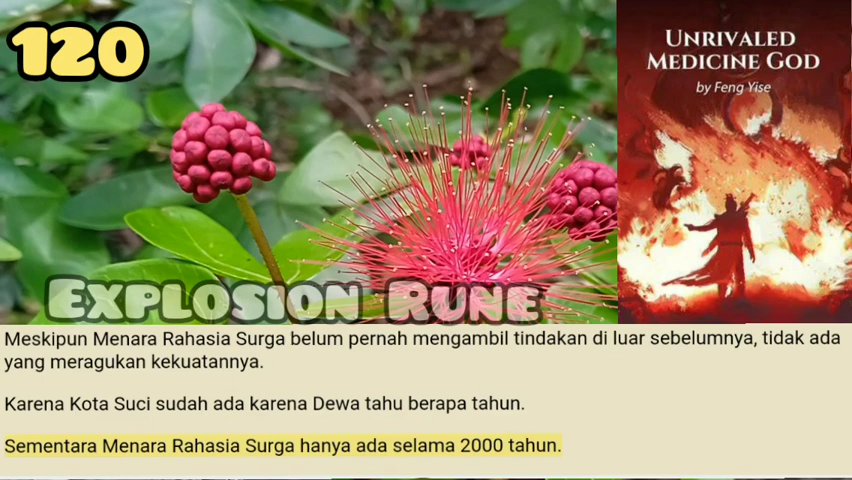 120
UNRIVALED
MEDICINE GOD
by Feng Yise
EXPLOSION RUNE
Meskipun Menara Rahasia Surga belum pernah mengambil tindakan di luar sebelumnya, tidak ada
yang meragukan kekuatannya.
Karena Kota Suci sudah ada karena Dewa tahu berapa tahun.
Sementara Menara Rahasia Surga hanya ada selama 2000 tahun.